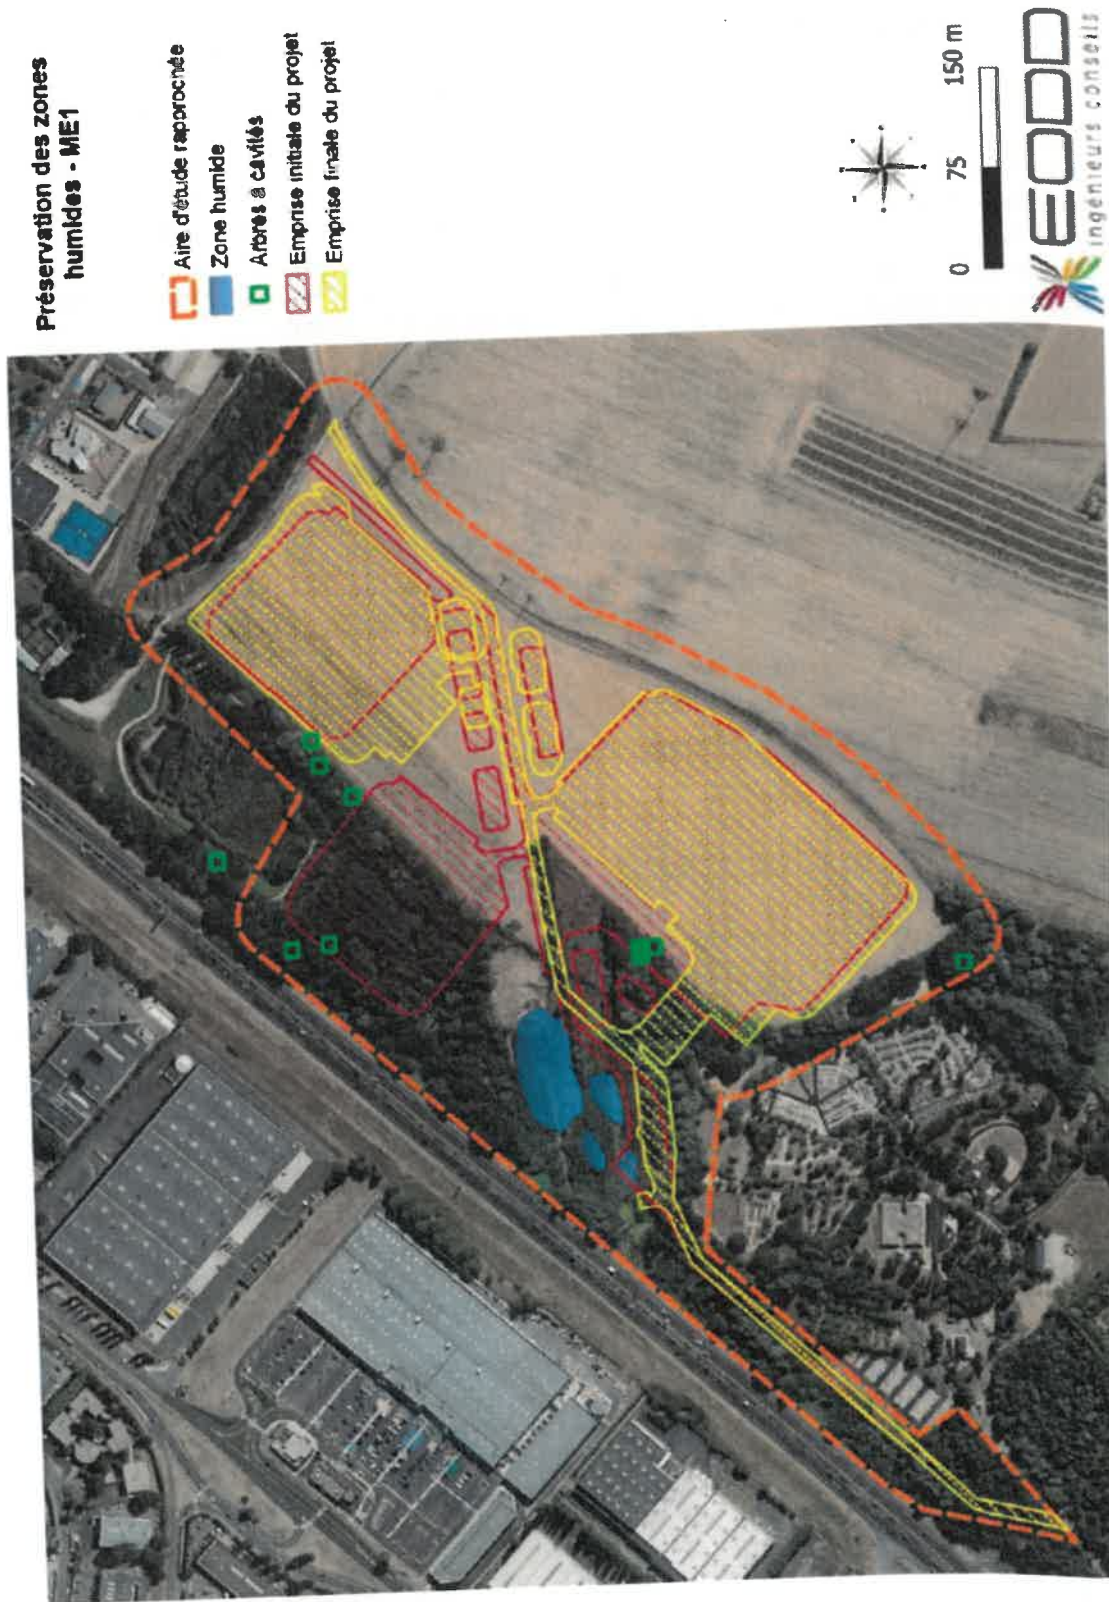 Préservation des zones
humides - ME1
Aire d'étude raporochée
Zone humide
Arbres à cavités
Emprise initiale du projet
Emprise finale du projet
0 75 150 m
EODD
ingénieurs conseils